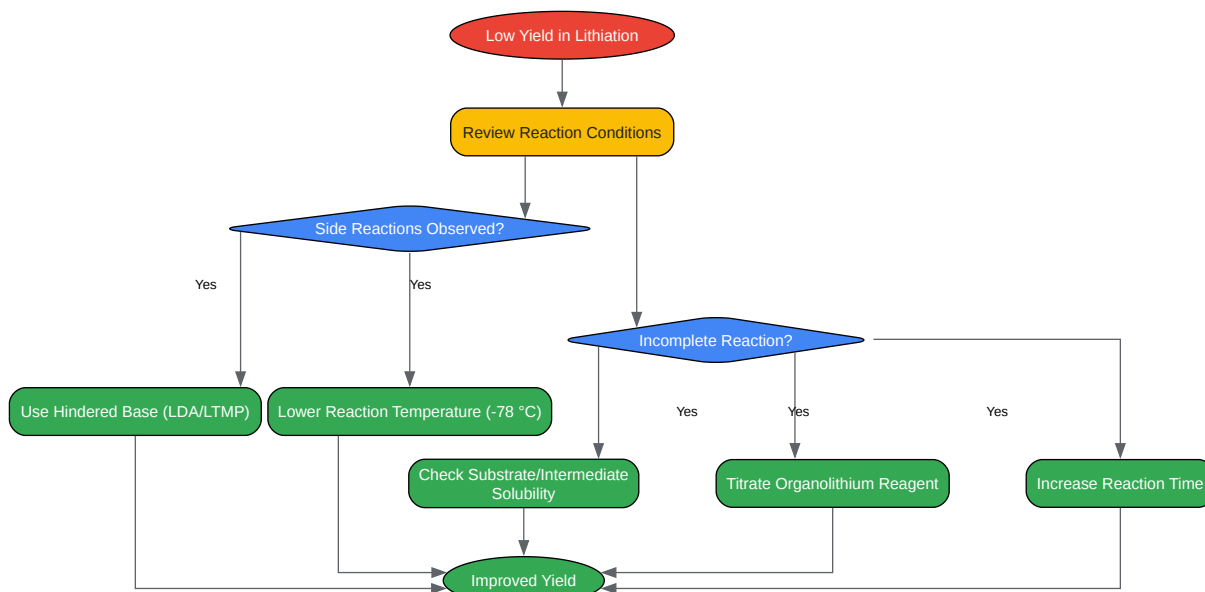 Low Yield in Lithiation
Review Reaction Conditions
Side Reactions Observed?
Yes
Yes
Incomplete Reaction?
Use Hindered Base (LDA/LTMP)
Lower Reaction Temperature (-78 °C)
Yes
Yes
Yes
Check Substrate/Intermediate
Solubility
Titrate Organolithium Reagent
Increase Reaction Time
Improved Yield